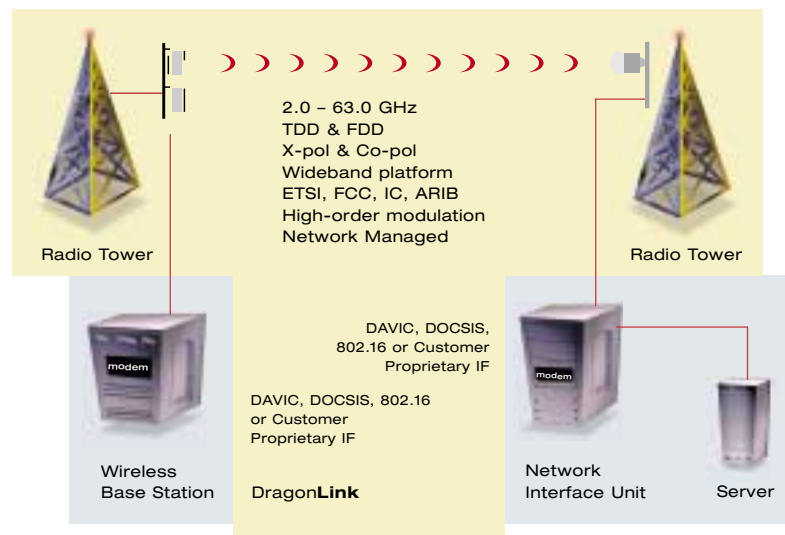 2.0 – 63.0 GHz
TDD & FDD
X-pol & Co-pol
Wideband platform
ETSI, FCC, IC, ARIB
High-order modulation
Network Managed
Radio Tower
Radio Tower
DAVIC, DOCSIS,
802.16 or Customer
Proprietary IF
modem
modem
DAVIC, DOCSIS, 802.16
or Customer
Proprietary IF
Wireless
Base Station
DragonLink
Network
Interface Unit
Server